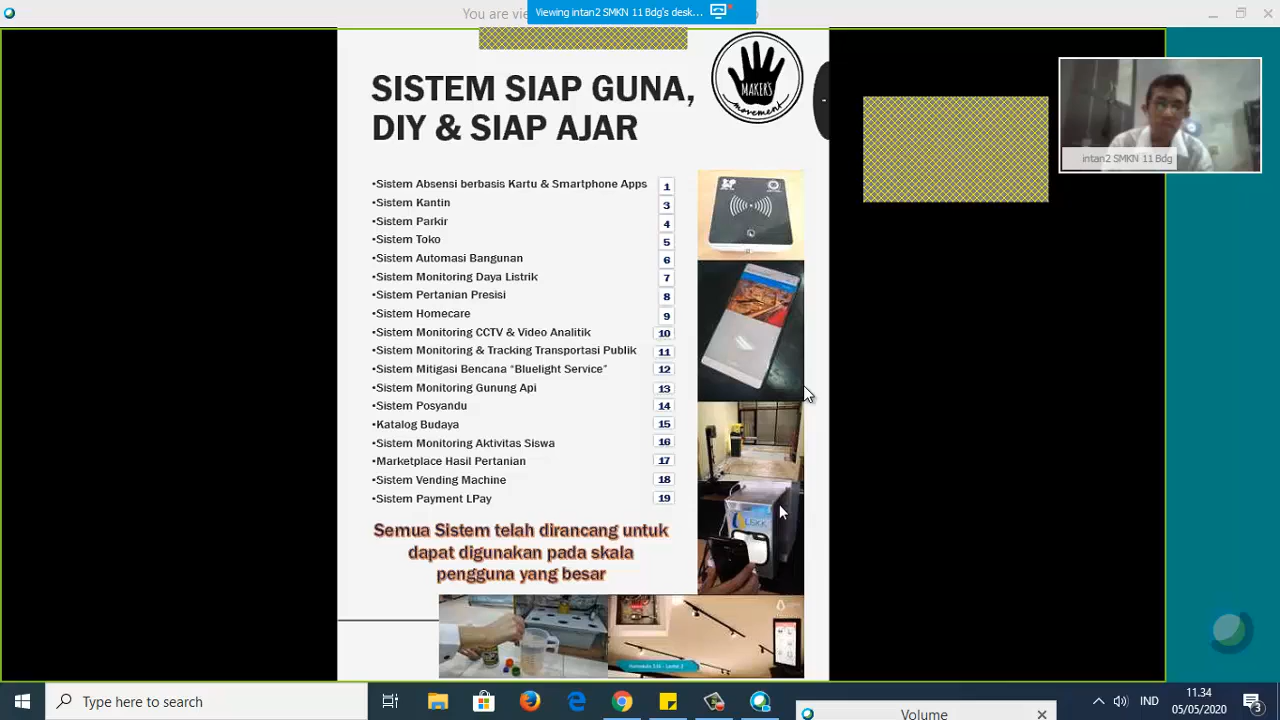 You are vie
Viewing intan2 SMKN 11 Bdg's desk...
SISTEM SIAP GUNA,
DIY & SIAP AJAR
MAKER'S
movement
intan2 SMKN 11 Bdg
•Sistem Absensi berbasis Kartu & Smartphone Apps 1
•Sistem Kantin 3
•Sistem Parkir 4
•Sistem Toko 5
•Sistem Automasi Bangunan 6
•Sistem Monitoring Daya Listrik 7
•Sistem Pertanian Presisi 8
•Sistem Homecare 9
•Sistem Monitoring CCTV & Video Analitik 10
•Sistem Monitoring & Tracking Transportasi Publik 11
•Sistem Mitigasi Bencana "Bluelight Service" 12
•Sistem Monitoring Gunung Api 13
•Sistem Posyandu 14
•Katalog Budaya 15
•Sistem Monitoring Aktivitas Siswa 16
•Marketplace Hasil Pertanian 17
•Sistem Vending Machine 18
•Sistem Payment LPay 19
LSKK
Semua Sistem telah dirancang untuk
dapat digunakan pada skala
pengguna yang besar
Type here to search
IND
11.34
05/05/2020
3
Volume